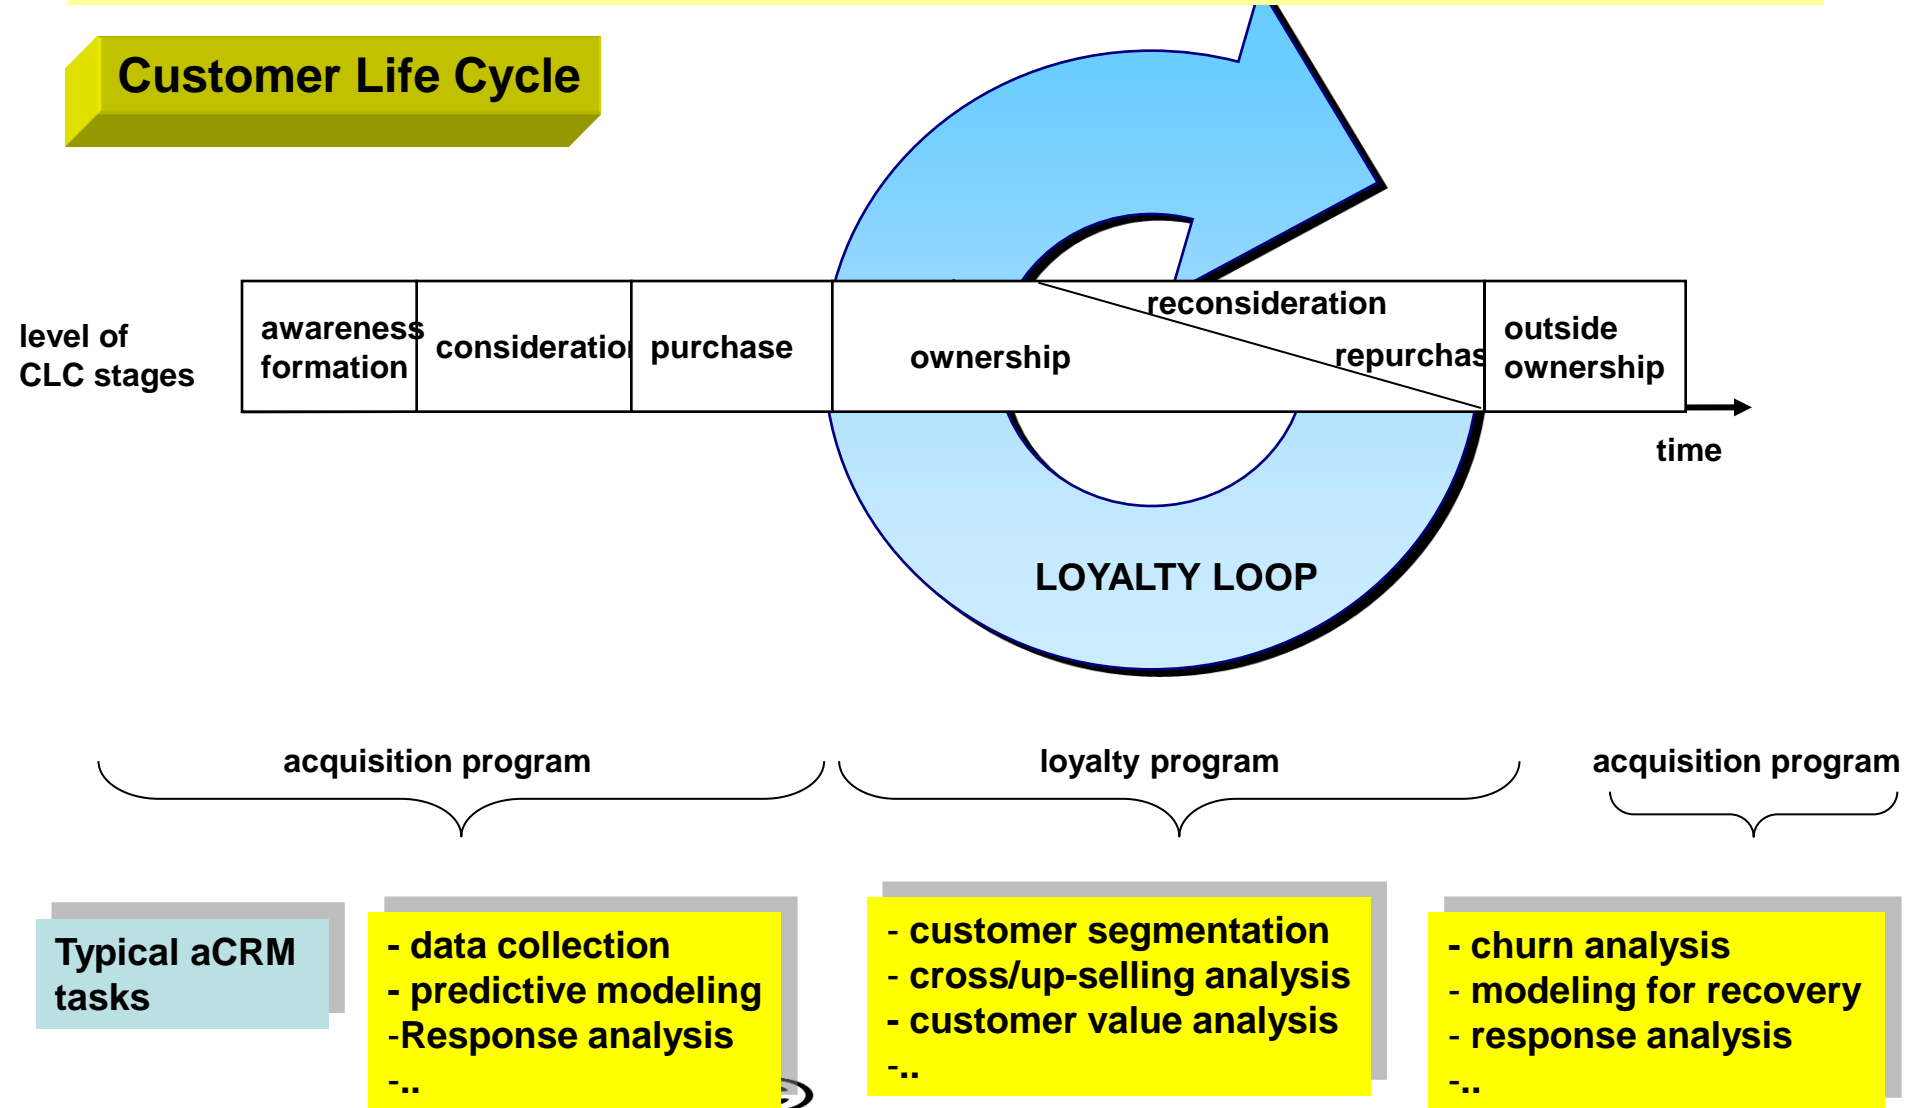 Customer Life Cycle
level of
CLC stages
awareness
formation
consideration
purchase
ownership
reconsideration
repurchas
outside
ownership
time
LOYALTY LOOP
acquisition program
loyalty program
acquisition program
Typical aCRM
tasks
- data collection
- predictive modeling
-Response analysis
-..
- customer segmentation
- cross/up-selling analysis
- customer value analysis
-..
- churn analysis
- modeling for recovery
- response analysis
-..